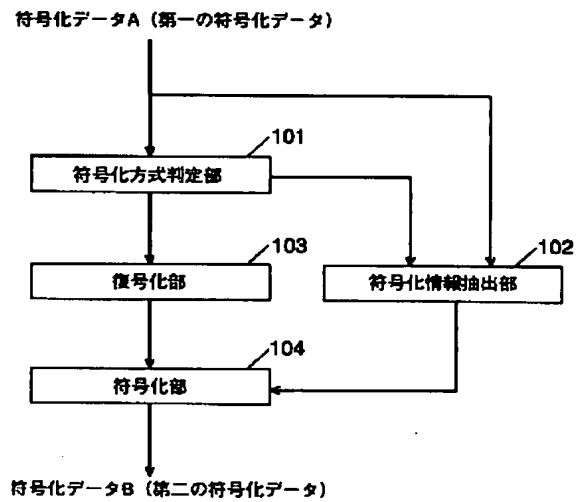 符号化データA（第一の符号化データ）
101
符号化方式判定部
103
復号化部
102
符号化情報抽出部
104
符号化部
符号化データB（第二の符号化データ）